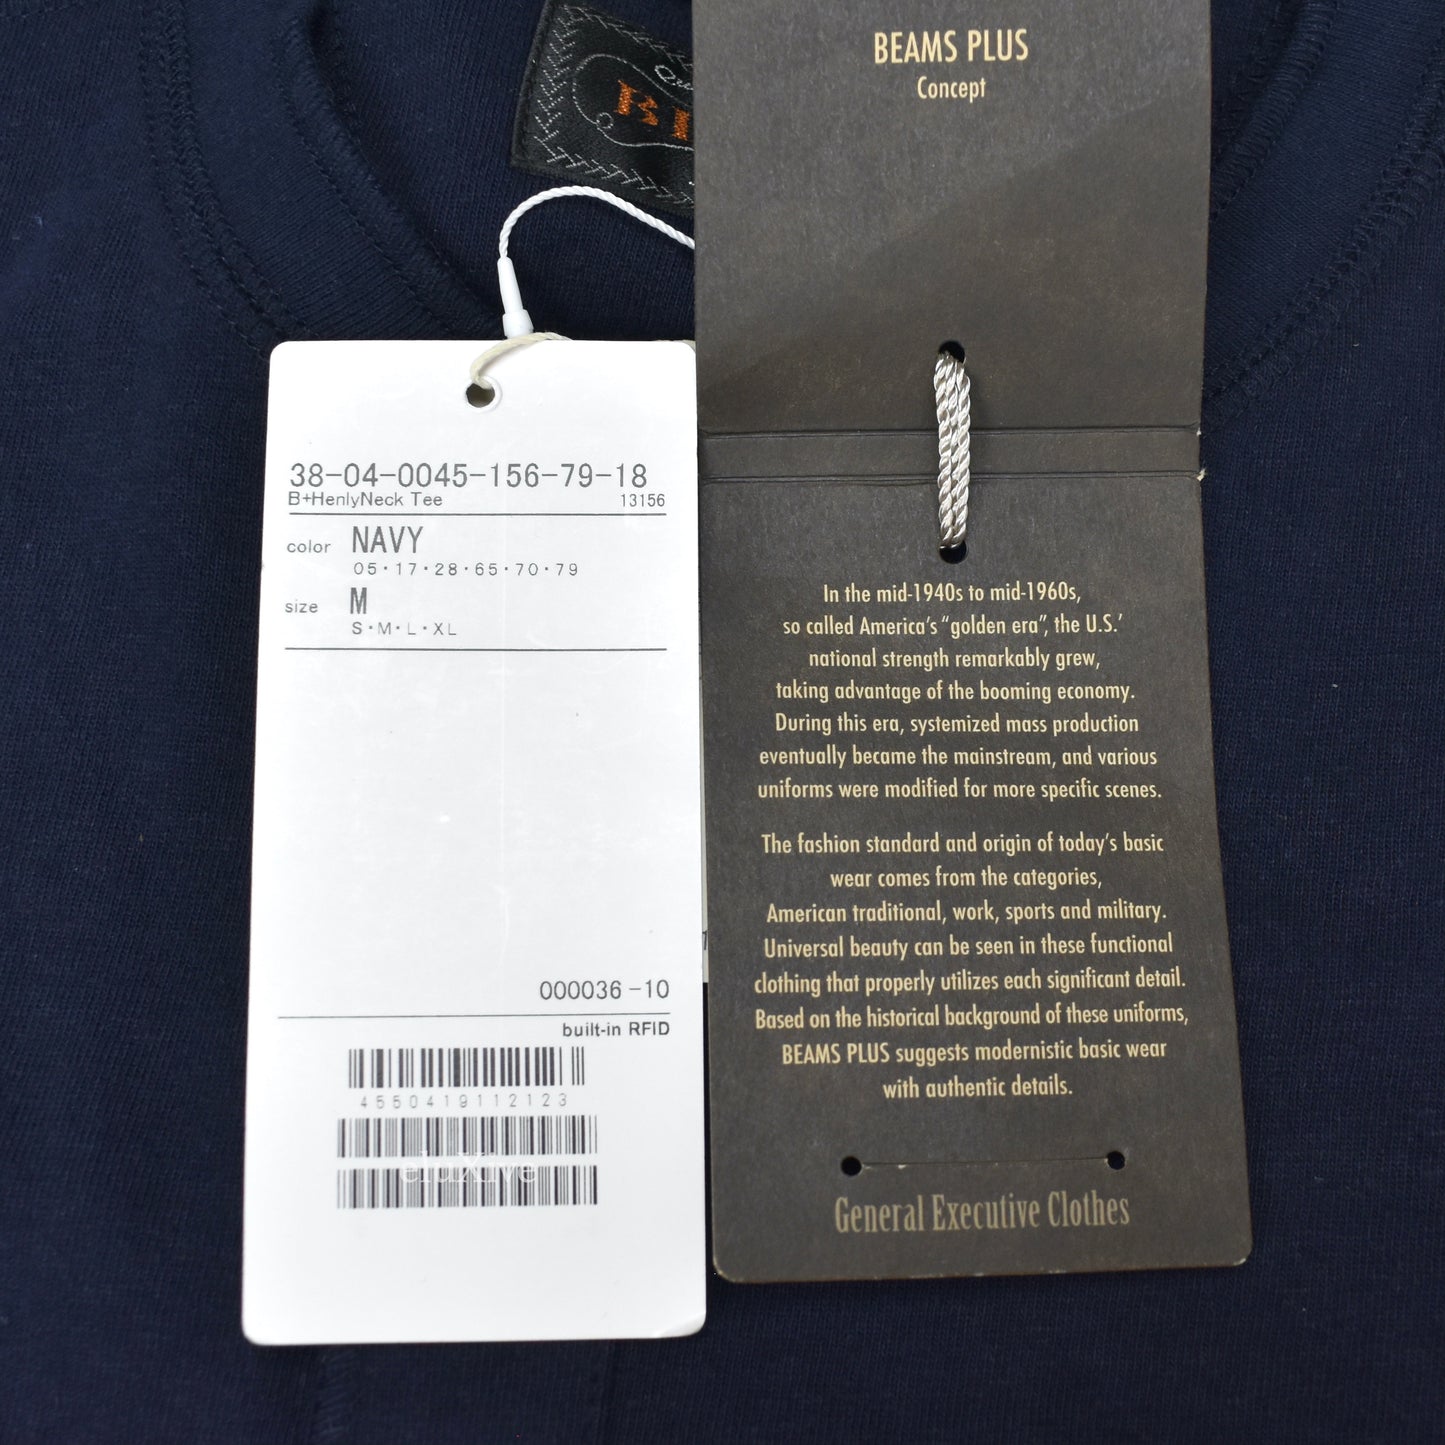 38-04-0045-156-79-18
B+HenlyNeck Tee 13156
color NAVY
05・17・28・65・70・79
size M
S・M・L・XL
000036-10
built-in RFID
4550419112123
eluXive
BEAMS PLUS
Concept
In the mid-1940s to mid-1960s,
so called America's "golden era", the U.S.'
national strength remarkably grew,
taking advantage of the booming economy.
During this era, systemized mass production
eventually became the mainstream, and various
uniforms were modified for more specific scenes.
The fashion standard and origin of today's basic
wear comes from the categories,
American traditional, work, sports and military.
Universal beauty can be seen in these functional
clothing that properly utilizes each significant detail.
Based on the historical background of these uniforms,
BEAMS PLUS suggests modernistic basic wear
with authentic details.
General Executive Clothes